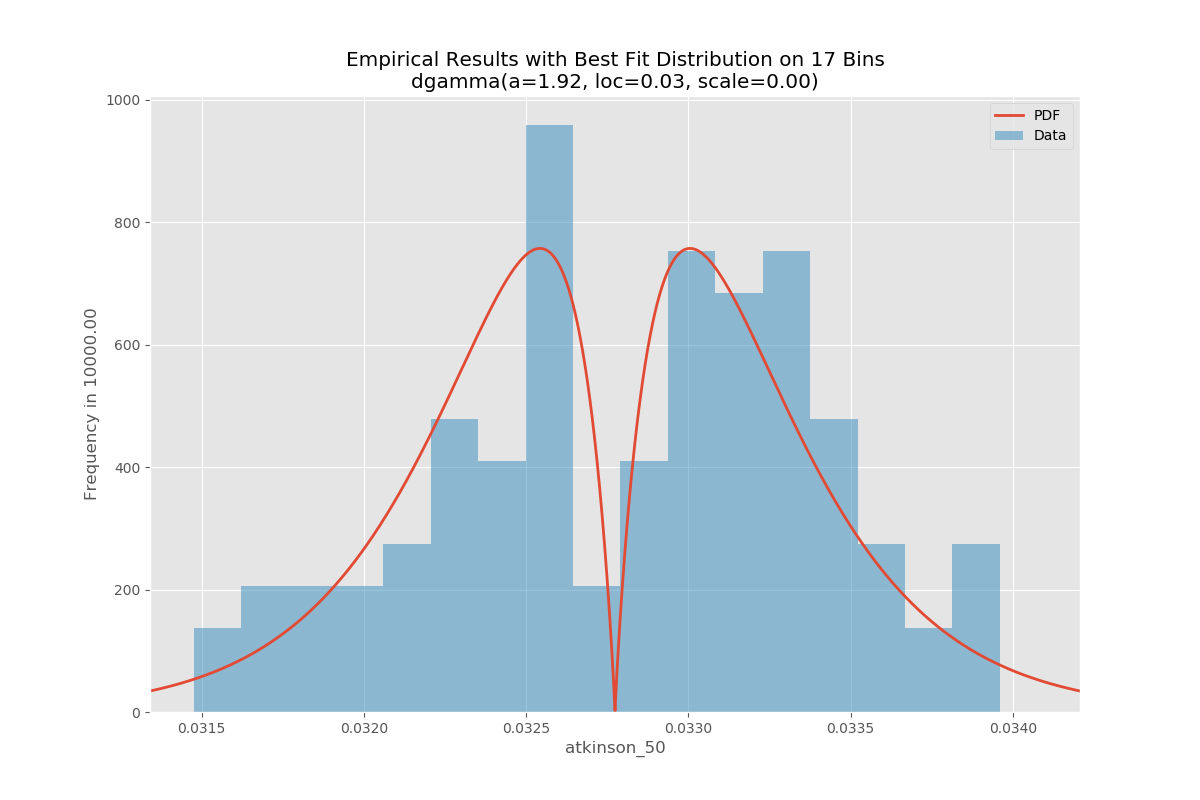 Empirical Results with Best Fit Distribution on 17 Bins
dgamma(a=1.92, loc=0.03, scale=0.00)
PDF
Data
Frequency in 10000.00
1000
800
600
400
200
0
0.0315 0.0320 0.0325 0.0330 0.0335 0.0340
atkinson_50